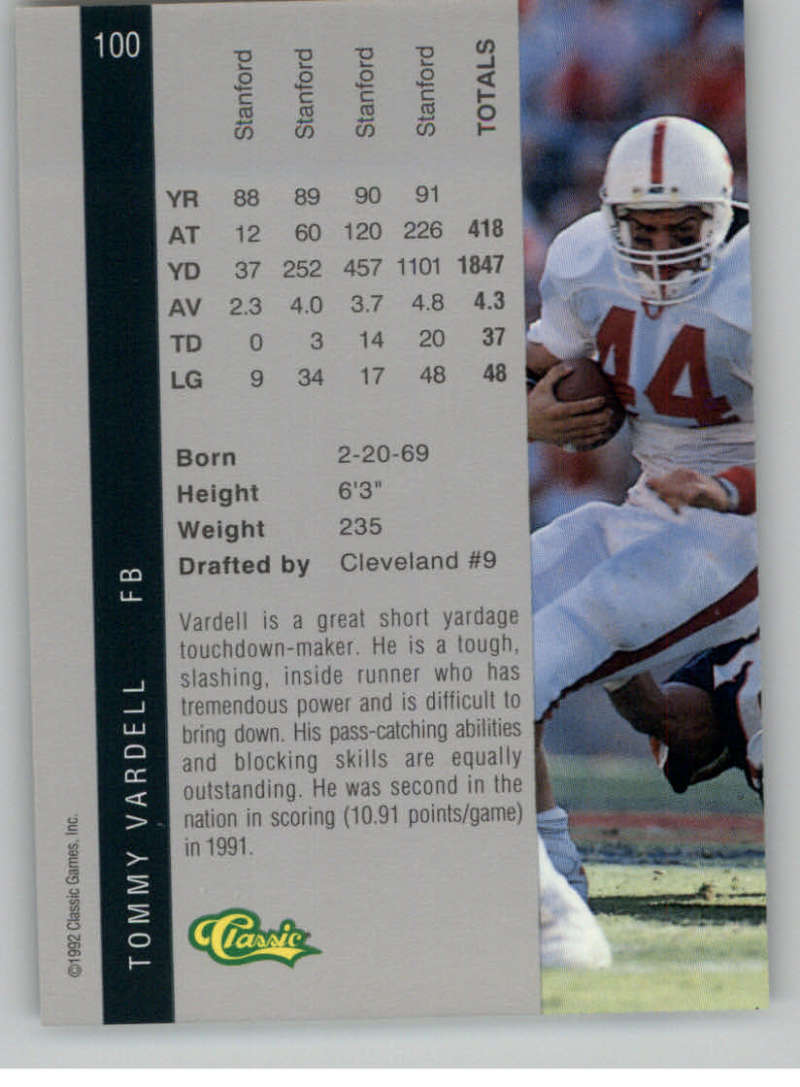 100
Stanford Stanford Stanford Stanford TOTALS
YR 88 89 90 91
AT 12 60 120 226 418
YD 37 252 457 1101 1847
AV 2.3 4.0 3.7 4.8 4.3
TD 0 3 14 20 37
LG 9 34 17 48 48
Born 2-20-69
Height 6'3"
Weight 235
Drafted by Cleveland #9
Vardell is a great short yardage
touchdown-maker. He is a tough,
slashing, inside runner who has
tremendous power and is difficult to
bring down. His pass-catching abilities
and blocking skills are equally
outstanding. He was second in the
nation in scoring (10.91 points/game)
in 1991.
Classic
TOMMY VARDELL FB
©1992 Classic Games, Inc.
44